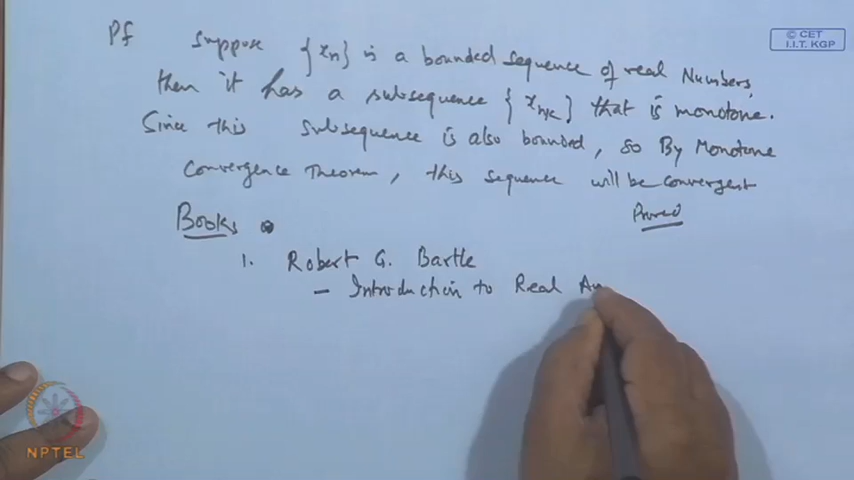 © CET
I.I.T. KGP
Pf Suppose {xn} is a bounded sequence of real Numbers,
then it has a subsequence {xnk} that is monotone.
Since this subsequence is also bounded, so By Monotone
Convergence Theorem, this sequence will be convergent
Proved
Books
1. Robert G. Bartle
- Introduction to Real An
NPTEL